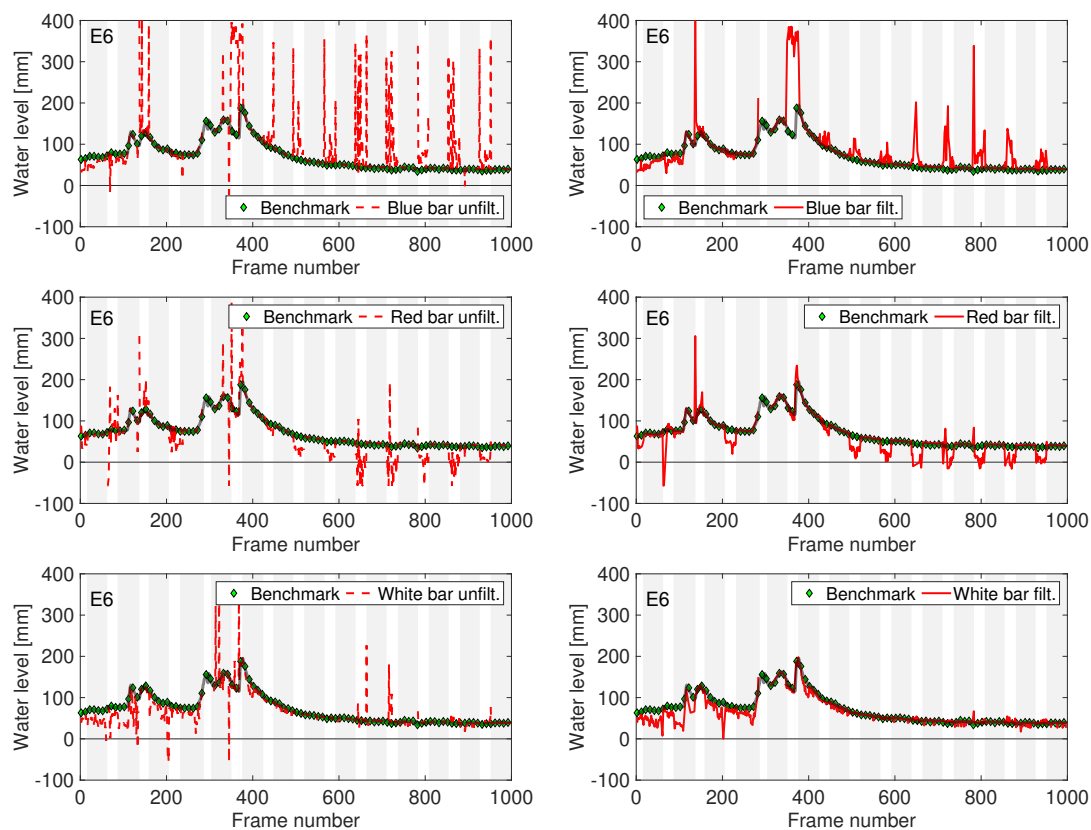 E6
Water level [mm]
400
300
200
100
0
-100
Benchmark Blue bar unfilt.
0 200 400 600 800 1000
Frame number
E6
Water level [mm]
400
300
200
100
0
-100
Benchmark Blue bar filt.
0 200 400 600 800 1000
Frame number
E6
Water level [mm]
400
300
200
100
0
-100
Benchmark Red bar unfilt.
0 200 400 600 800 1000
Frame number
E6
Water level [mm]
400
300
200
100
0
-100
Benchmark Red bar filt.
0 200 400 600 800 1000
Frame number
E6
Water level [mm]
400
300
200
100
0
-100
Benchmark White bar unfilt.
0 200 400 600 800 1000
Frame number
E6
Water level [mm]
400
300
200
100
0
-100
Benchmark White bar filt.
0 200 400 600 800 1000
Frame number